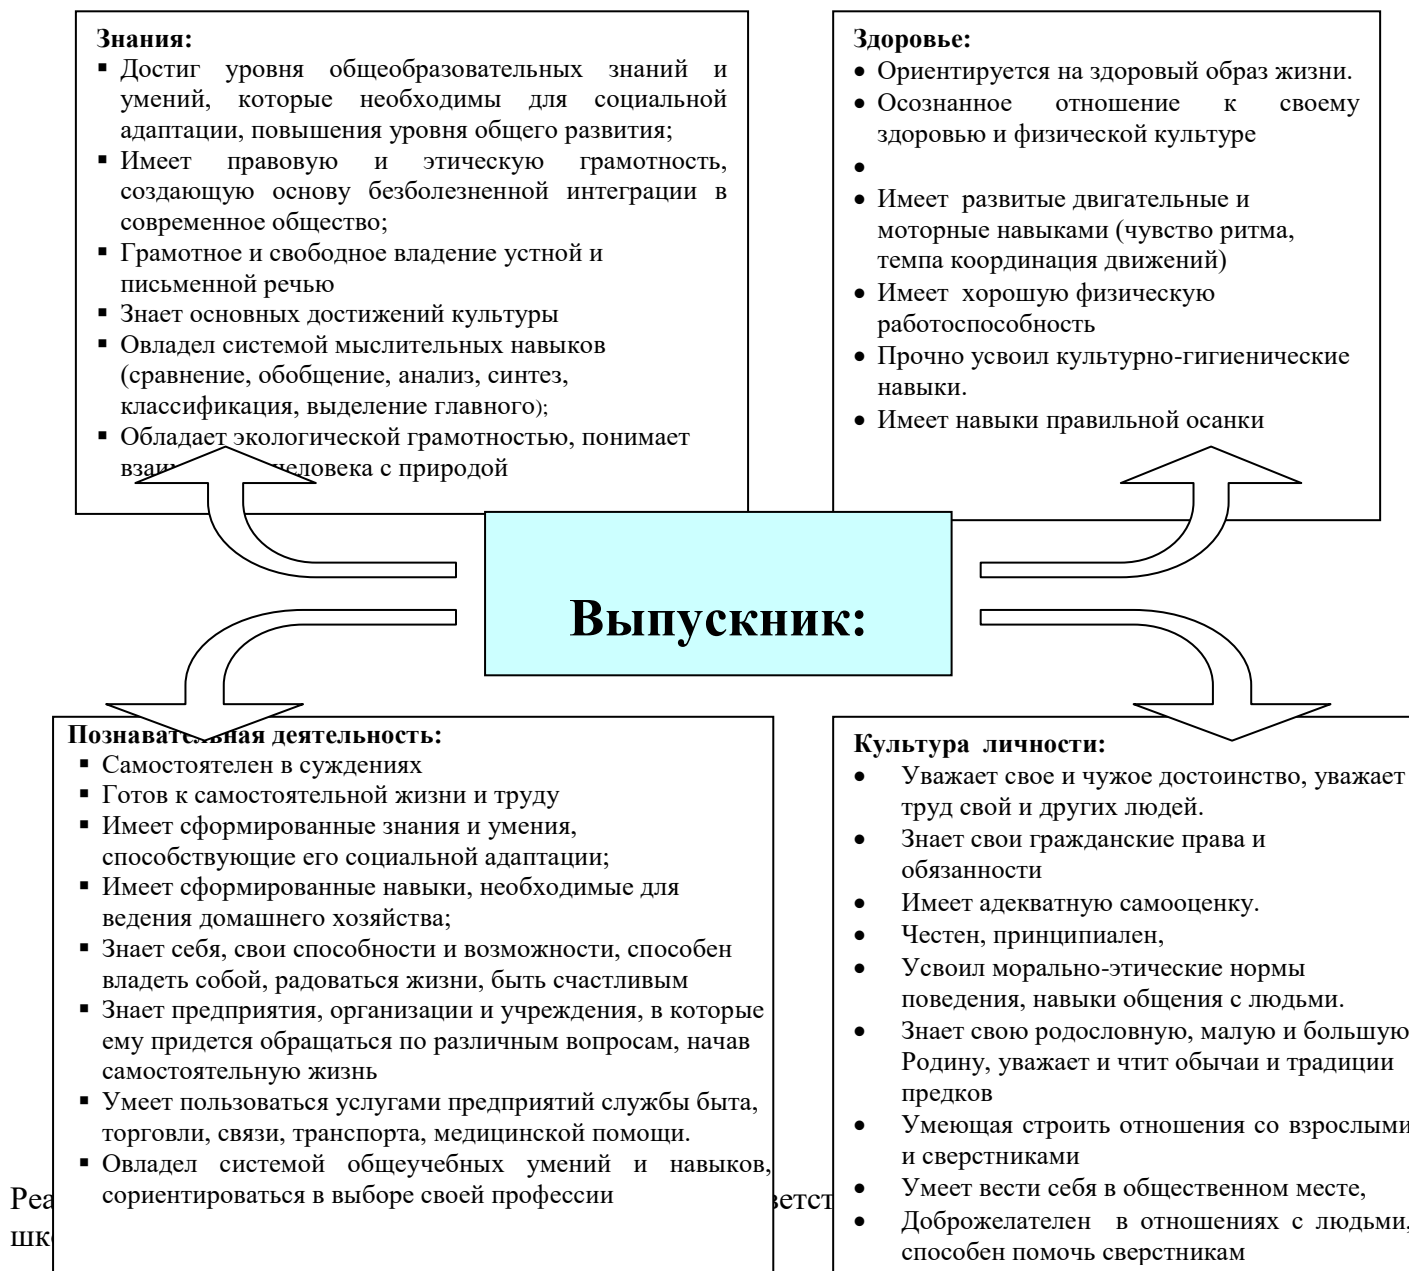 Знания:
▪ Достиг уровня общеобразовательных знаний и
умений, которые необходимы для социальной
адаптации, повышения уровня общего развития;
▪ Имеет правовую и этическую грамотность,
создающую основу безболезненной интеграции в
современное общество;
▪ Грамотное и свободное владение устной и
письменной речью
▪ Знает основных достижений культуры
▪ Овладел системой мыслительных навыков
(сравнение, обобщение, анализ, синтез,
классификация, выделение главного);
▪ Обладает экологической грамотностью, понимает
человека с природой
Здоровье:
• Ориентируется на здоровый образ жизни.
• Осознанное отношение к своему
здоровью и физической культуре
•
• Имеет развитые двигательные и
моторные навыками (чувство ритма,
темпа координация движений)
• Имеет хорошую физическую
работоспособность
• Прочно усвоил культурно-гигиенические
навыки.
• Имеет навыки правильной осанки
Выпускник:
Познавательная деятельность:
▪ Самостоятелен в суждениях
▪ Готов к самостоятельной жизни и труду
▪ Имеет сформированные знания и умения,
способствующие его социальной адаптации;
▪ Имеет сформированные навыки, необходимые для
ведения домашнего хозяйства;
▪ Знает себя, свои способности и возможности, способен
владеть собой, радоваться жизни, быть счастливым
▪ Знает предприятия, организации и учреждения, в которые
ему придется обращаться по различным вопросам, начав
самостоятельную жизнь
▪ Умеет пользоваться услугами предприятий службы быта,
торговли, связи, транспорта, медицинской помощи.
▪ Овладел системой общеучебных умений и навыков,
сориентироваться в выборе своей профессии
Культура личности:
• Уважает свое и чужое достоинство, уважает
труд свой и других людей.
• Знает свои гражданские права и
обязанности
• Имеет адекватную самооценку.
• Честен, принципиален,
• Усвоил морально-этические нормы
поведения, навыки общения с людьми.
• Знает свою родословную, малую и большую
Родину, уважает и чтит обычаи и традиции
предков
• Умеющая строить отношения со взрослыми
и сверстниками
• Умеет вести себя в общественном месте,
• Доброжелателен в отношениях с людьми,
способен помочь сверстникам